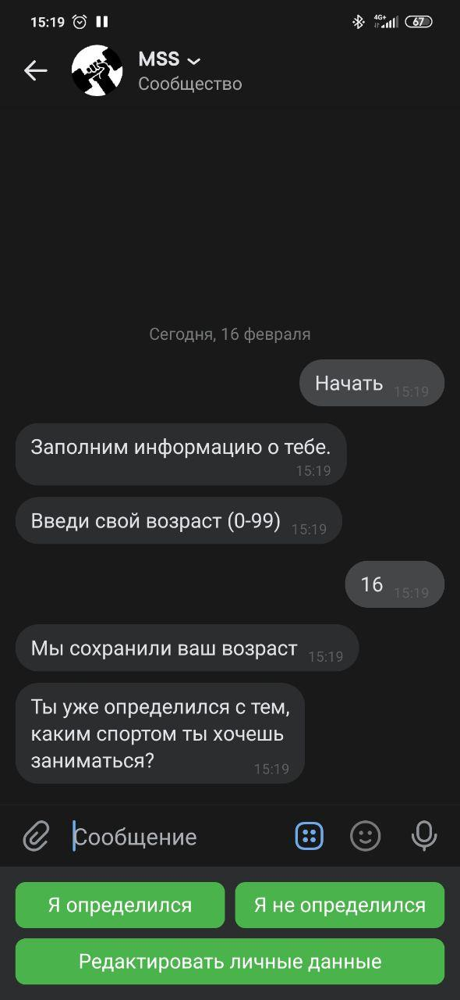 15:19
4G+
67
MSS
Сообщество
Сегодня, 16 февраля
Начать 15:19
Заполним информацию о тебе.
15:19
Введи свой возраст (0-99) 15:19
16 15:19
Мы сохранили ваш возраст 15:19
Ты уже определился с тем,
каким спортом ты хочешь
заниматься? 15:19
Сообщение
Я определился
Я не определился
Редактировать личные данные